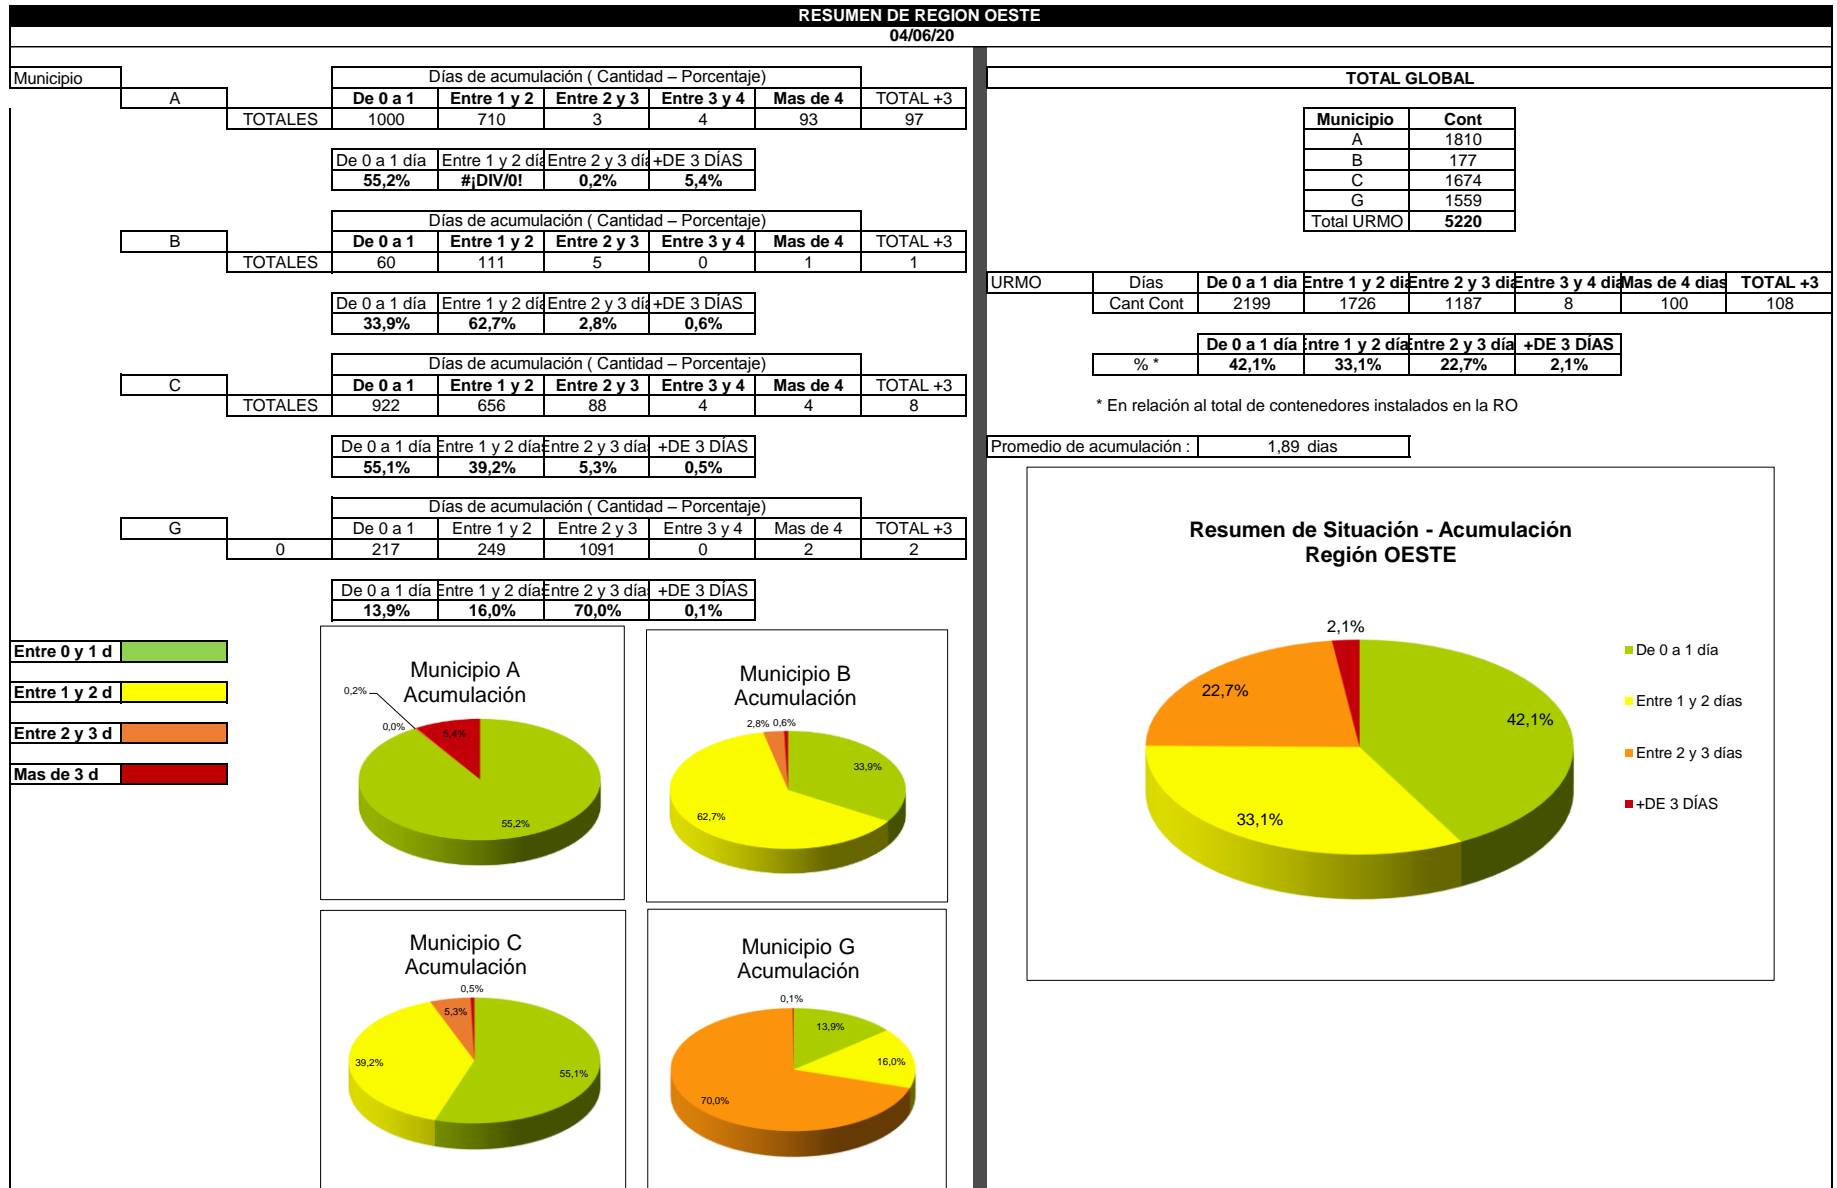 RESUMEN DE REGION OESTE
04/06/20
Municipio
Días de acumulación ( Cantidad – Porcentaje)
A De 0 a 1 Entre 1 y 2 Entre 2 y 3 Entre 3 y 4 Mas de 4 TOTAL +3
TOTALES 1000 710 3 4 93 97
De 0 a 1 día Entre 1 y 2 día Entre 2 y 3 día +DE 3 DÍAS
55,2% #¡DIV/0! 0,2% 5,4%
Días de acumulación ( Cantidad – Porcentaje)
B De 0 a 1 Entre 1 y 2 Entre 2 y 3 Entre 3 y 4 Mas de 4 TOTAL +3
TOTALES 60 111 5 0 1 1
De 0 a 1 día Entre 1 y 2 día Entre 2 y 3 día +DE 3 DÍAS
33,9% 62,7% 2,8% 0,6%
Días de acumulación ( Cantidad – Porcentaje)
C De 0 a 1 Entre 1 y 2 Entre 2 y 3 Entre 3 y 4 Mas de 4 TOTAL +3
TOTALES 922 656 88 4 4 8
De 0 a 1 día Entre 1 y 2 días Entre 2 y 3 días +DE 3 DÍAS
55,1% 39,2% 5,3% 0,5%
Días de acumulación ( Cantidad – Porcentaje)
G De 0 a 1 Entre 1 y 2 Entre 2 y 3 Entre 3 y 4 Mas de 4 TOTAL +3
0 217 249 1091 0 2 2
De 0 a 1 día Entre 1 y 2 días Entre 2 y 3 días +DE 3 DÍAS
13,9% 16,0% 70,0% 0,1%
Entre 0 y 1 d
Entre 1 y 2 d
Entre 2 y 3 d
Mas de 3 d
Municipio A
Acumulación
0,2%
0,0%
5,4%
55,2%
Municipio B
Acumulación
2,8% 0,6%
33,9%
62,7%
Municipio C
Acumulación
0,5%
5,3%
39,2%
55,1%
Municipio G
Acumulación
0,1%
13,9%
16,0%
70,0%
TOTAL GLOBAL
Municipio Cont
A 1810
B 177
C 1674
G 1559
Total URMO 5220
URMO Días De 0 a 1 dia Entre 1 y 2 dia Entre 2 y 3 dia Entre 3 y 4 dia Mas de 4 dias TOTAL +3
Cant Cont 2199 1726 1187 8 100 108
De 0 a 1 día Entre 1 y 2 día Entre 2 y 3 día +DE 3 DÍAS
% * 42,1% 33,1% 22,7% 2,1%
* En relación al total de contenedores instalados en la RO
Promedio de acumulación : 1,89 dias
Resumen de Situación - Acumulación
Región OESTE
2,1%
22,7%
42,1%
33,1%
De 0 a 1 día
Entre 1 y 2 días
Entre 2 y 3 días
+DE 3 DÍAS